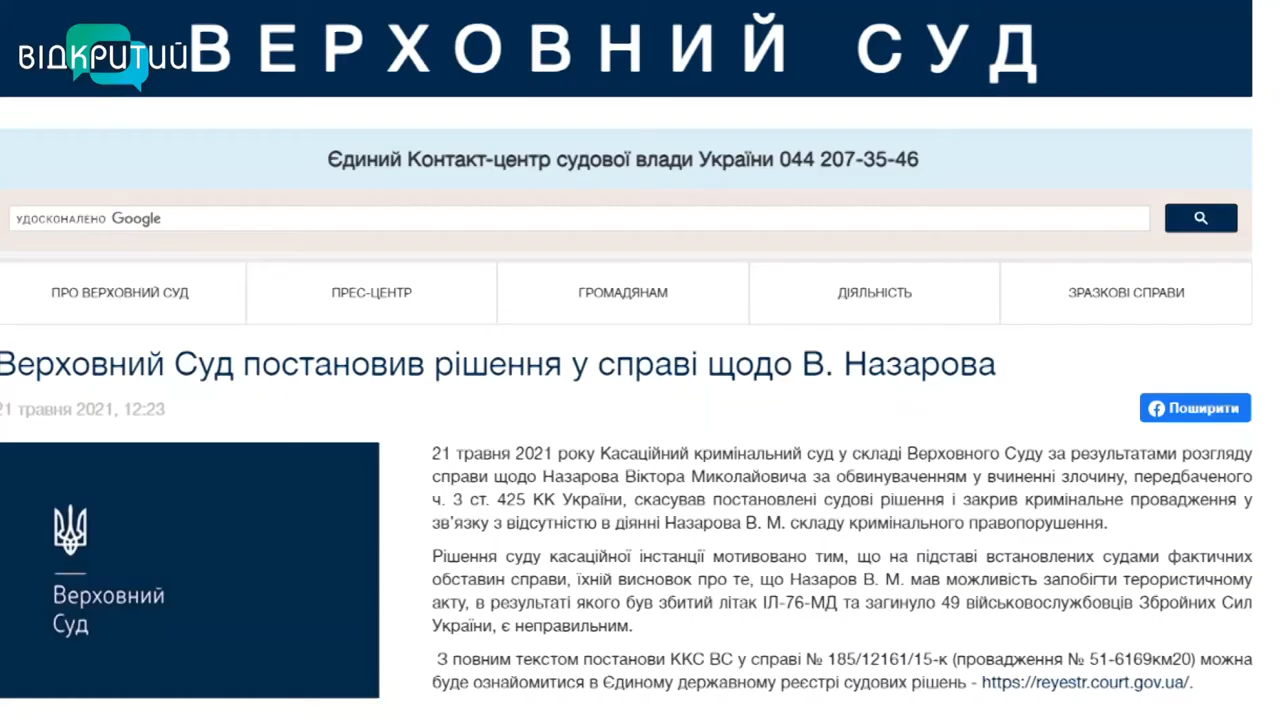 ВІДКРИТИЙ
ВЕРХОВНИЙ СУД
Єдиний Контакт-центр судової влади України 044 207-35-46
УДОСКОНАЛЕНО Google
ПРО ВЕРХОВНИЙ СУД
ПРЕС-ЦЕНТР
ГРОМАДЯНАМ
ДІЯЛЬНІСТЬ
ЗРАЗКОВІ СПРАВИ
Верховний Суд постановив рішення у справі щодо В. Назарова
21 травня 2021, 12:23
Поширити
Верховний
Суд
21 травня 2021 року Касаційний кримінальний суд у складі Верховного Суду за результатами розгляду
справи щодо Назарова Віктора Миколайовича за обвинуваченням у вчиненні злочину, передбаченого
ч. 3 ст. 425 КК України, скасував постановлені судові рішення і закрив кримінальне провадження у
зв'язку з відсутністю в діянні Назарова В. М. складу кримінального правопорушення.
Рішення суду касаційної інстанції мотивовано тим, що на підставі встановлених судами фактичних
обставин справи, їхній висновок про те, що Назаров В. М. мав можливість запобігти терористичному
акту, в результаті якого був збитий літак ІЛ-76-МД та загинуло 49 військовослужбовців Збройних Сил
України, є неправильним.
З повним текстом постанови ККС ВС у справі № 185/12161/15-к (провадження № 51-6169км20) можна
буде ознайомитися в Єдиному державному реєстрі судових рішень - https://reyestr.court.gov.ua/.